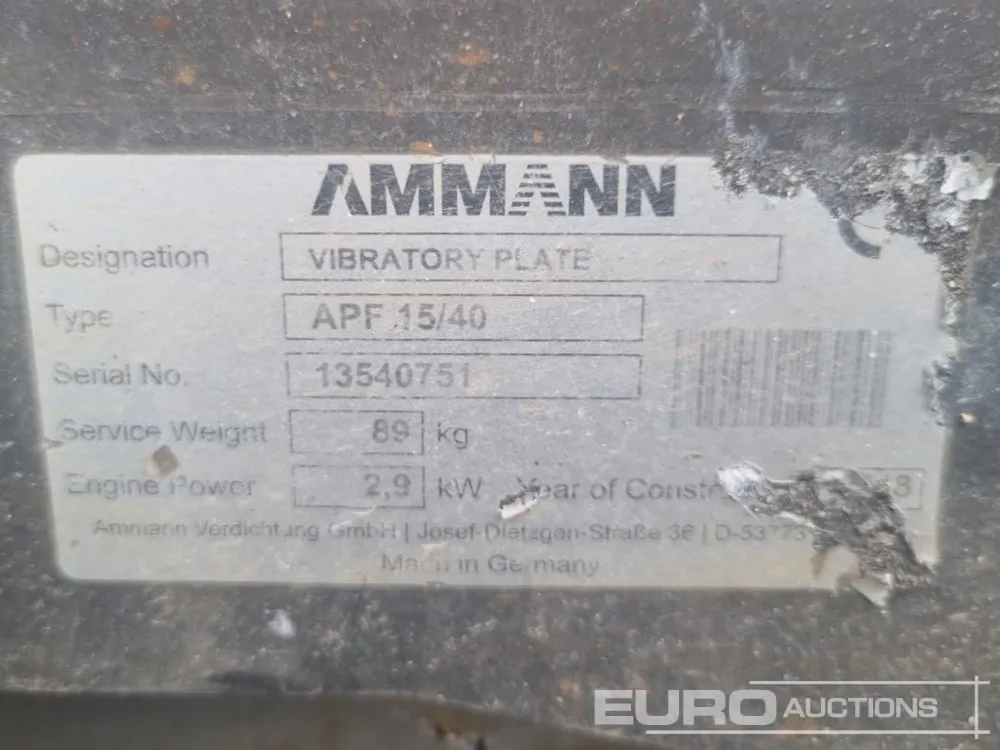 AMMANN
Designation VIBRATORY PLATE
Type APF 15/40
Serial No. 13540751
Service Weight 89 kg
Engine Power 2,9 kW Year of
Ammann Verdichtung GmbH | Josef-Dietzgen-Straße 36 |
Made in Germany
EURO AUCTIONS